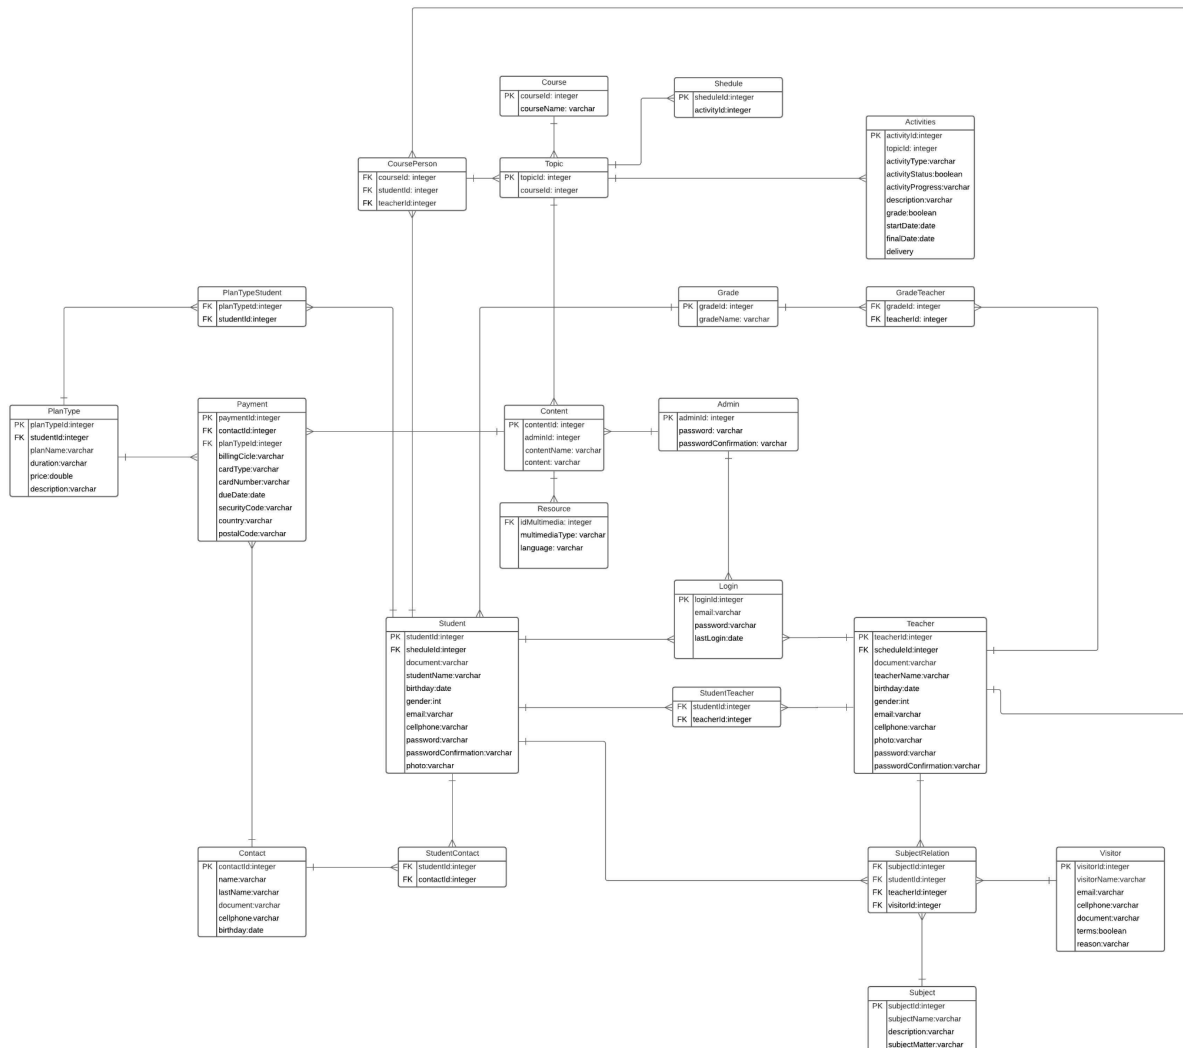 Course
PK courseId: integer
courseName: varchar
Shedule
PK sheduleId:integer
activityId:integer
Activities
PK activityId:integer
topicId: integer
activityType:varchar
activityStatus:boolean
activityProgress:varchar
description:varchar
grade:boolean
startDate:date
finalDate:date
delivery
CoursePerson
FK courseId: integer
FK studentId: integer
FK teacherId:integer
Topic
PK topicId: integer
courseId: integer
PlanTypeStudent
FK planTypetd:integer
FK studentId:integer
Grade
PK gradeId: integer
gradeName: varchar
GradeTeacher
FK gradeId: integer
FK teacherId: integer
PlanType
PK planTypeId:integer
FK studentId:integer
planName:varchar
duration:varchar
price:double
description:varchar
Payment
PK paymentId:integer
FK contactId:integer
FK planTypeId:integer
billingCicle:varchar
cardType:varchar
cardNumber:varchar
dueDate:date
securityCode:varchar
country:varchar
postalCode:varchar
Content
PK contentId: integer
adminId: integer
contentName: varchar
content: varchar
Admin
PK adminId: integer
password: varchar
passwordConfirmation: varchar
Resource
FK idMultimedia: integer
multimediaType: varchar
language: varchar
Login
PK loginId:integer
email:varchar
password:varchar
lastLogin:date
Student
PK studentId:integer
FK sheduleId:integer
document:varchar
studentName:varchar
birthday:date
gender:int
email:varchar
cellphone:varchar
password:varchar
passwordConfirmation:varchar
photo:varchar
StudentTeacher
FK studentId:integer
FK teacherId:integer
Teacher
PK teacherId:integer
FK scheduleId:integer
document:varchar
teacherName:varchar
birthday:date
gender:int
email:varchar
cellphone:varchar
photo:varchar
password:varchar
passwordConfirmation:varchar
Contact
PK contactId:integer
name:varchar
lastName:varchar
document:varchar
cellphone:varchar
birthday:date
StudentContact
FK studentId:integer
FK contactId:integer
SubjectRelation
FK subjectId:integer
FK studentId:integer
FK teacherId:integer
FK visitorId:integer
Visitor
PK visitorId:integer
visitorName:varchar
email:varchar
cellphone:varchar
document:varchar
terms:boolean
reason:varchar
Subject
PK subjectId:integer
subjectName:varchar
description:varchar
subjectMatter:varchar